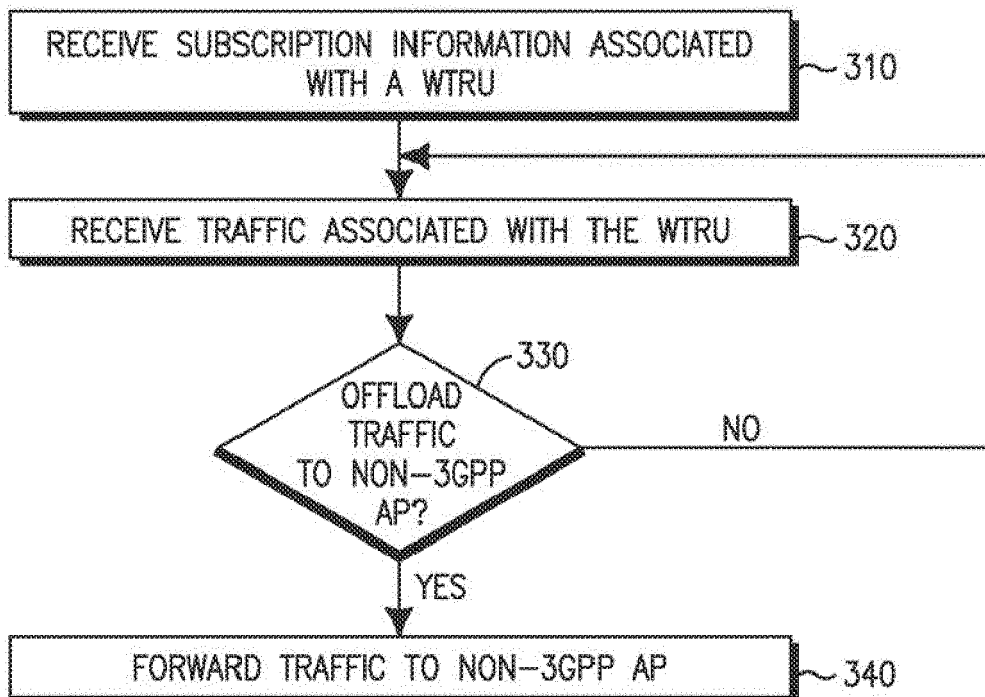 RECEIVE SUBSCRIPTION INFORMATION ASSOCIATED
WITH A WTRU
310
RECEIVE TRAFFIC ASSOCIATED WITH THE WTRU
320
330
OFFLOAD
TRAFFIC
TO NON-3GPP
AP?
NO
YES
FORWARD TRAFFIC TO NON-3GPP AP
340